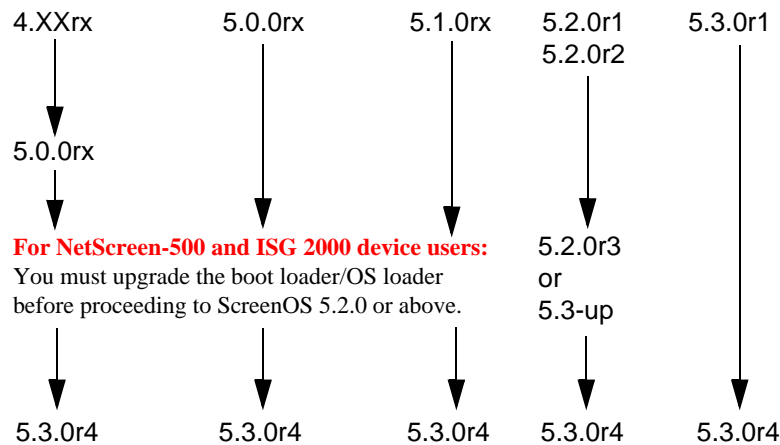 4.XXrx 5.0.0rx 5.1.0rx 5.2.0r1 5.3.0r1
5.2.0r2
5.0.0rx
For NetScreen-500 and ISG 2000 device users: 5.2.0r3
You must upgrade the boot loader/OS loader or
before proceeding to ScreenOS 5.2.0 or above. 5.3-up
5.3.0r4 5.3.0r4 5.3.0r4 5.3.0r4 5.3.0r4